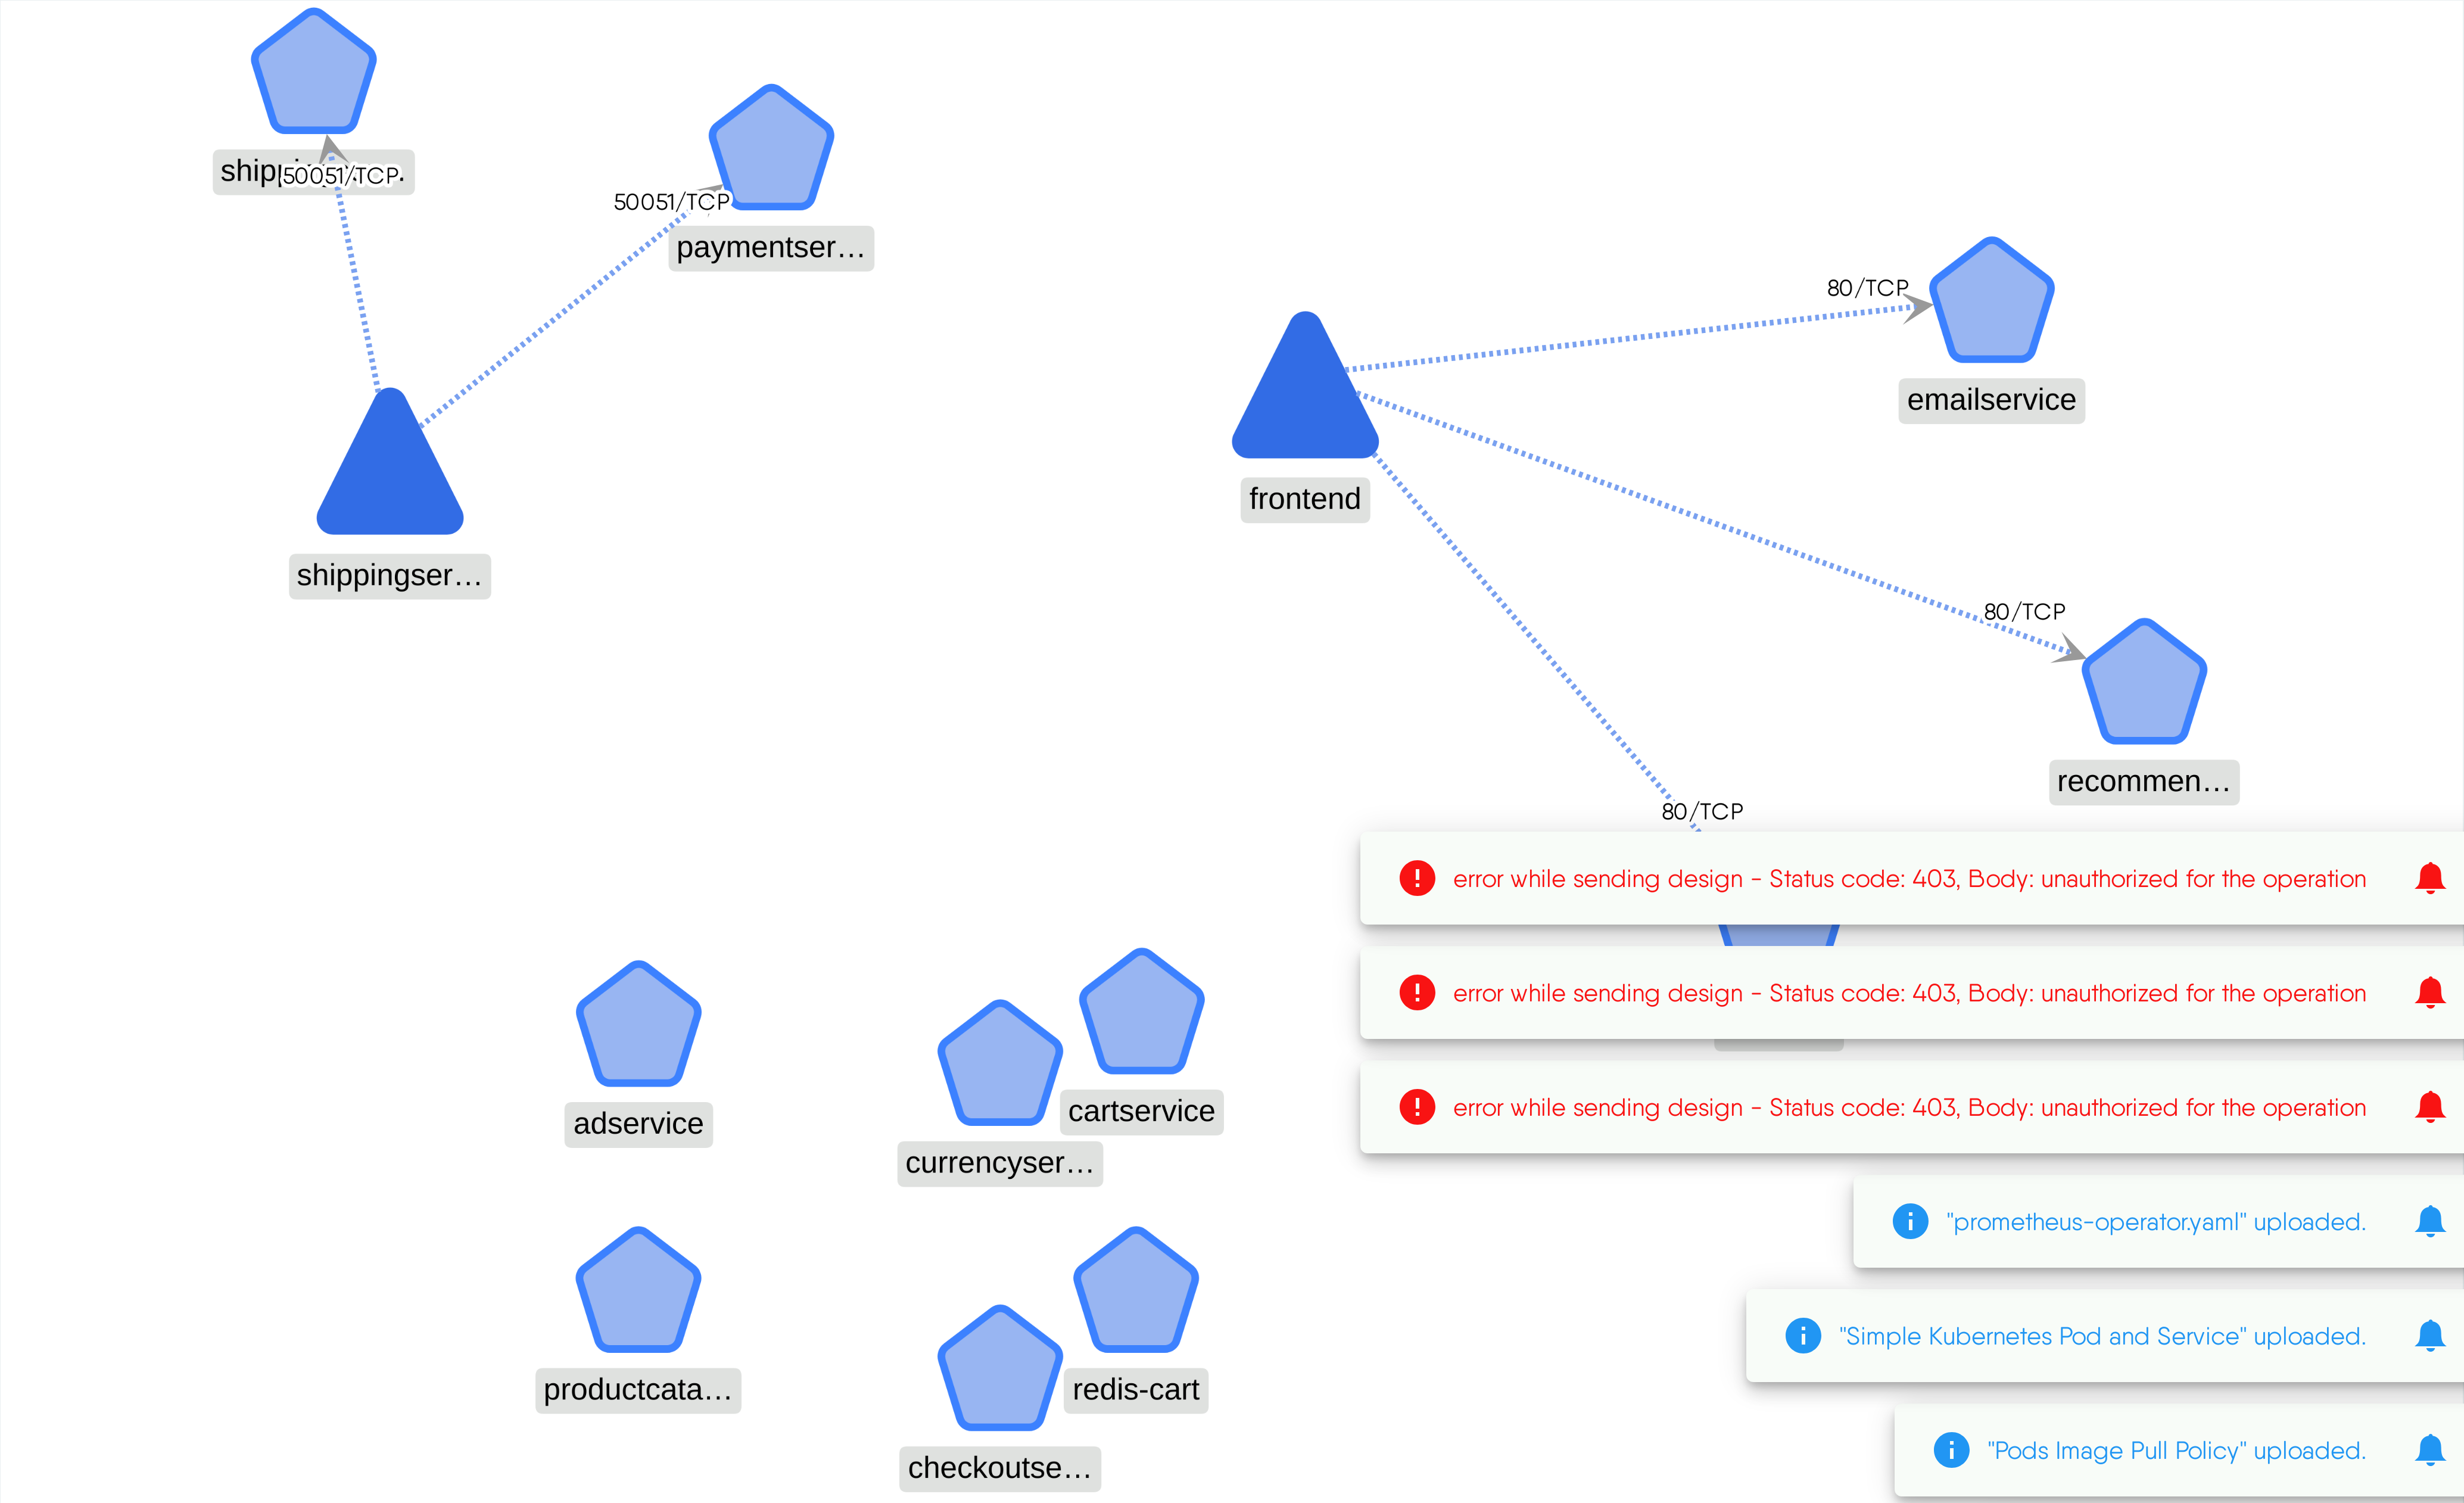 50051/TCP
50051/TCP
paymentser…
80/TCP
emailservice
frontend
shippingser…
80/TCP
recommen…
80/TCP
error while sending design - Status code: 403, Body: unauthorized for the operation
error while sending design - Status code: 403, Body: unauthorized for the operation
adservice
cartservice
currencyser…
error while sending design - Status code: 403, Body: unauthorized for the operation
"prometheus-operator.yaml" uploaded.
"Simple Kubernetes Pod and Service" uploaded.
productcata…
redis-cart
checkoutse…
"Pods Image Pull Policy" uploaded.